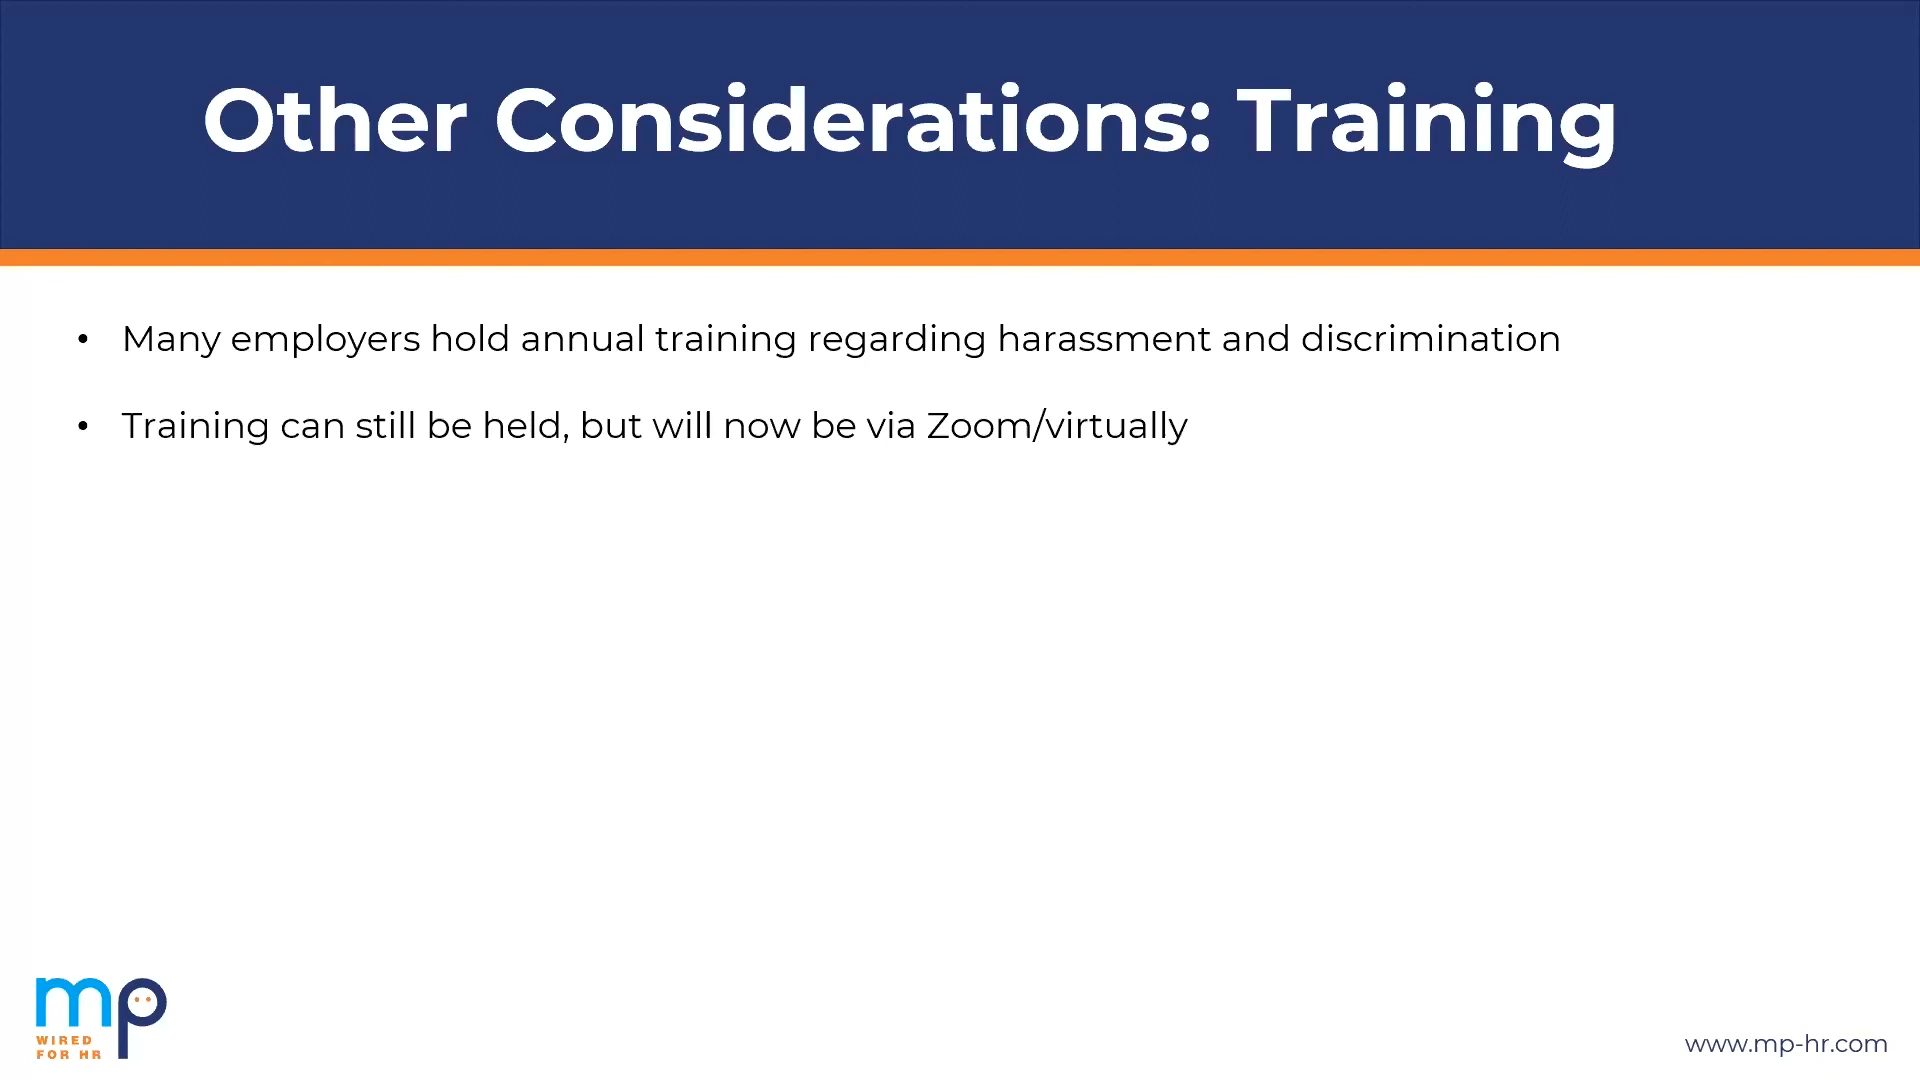 Other Considerations: Training
• Many employers hold annual training regarding harassment and discrimination
• Training can still be held, but will now be via Zoom/virtually
mp
WIRED
FOR HR
www.mp-hr.com